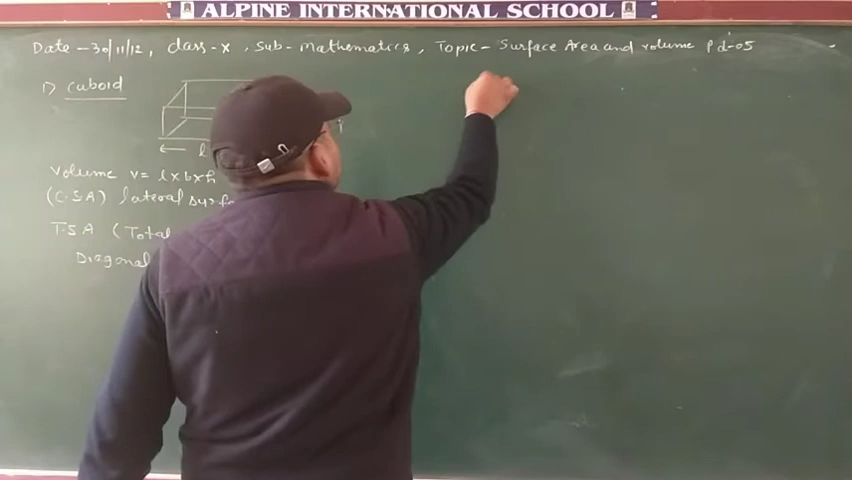 ALPINE INTERNATIONAL SCHOOL
Date - 30/11/12, class-x, sub- mathematics, Topic - Surface Area and volume Pd-05
1) Cuboid
l
volume v= l x b x h
(C.S.A) lateral surfa
T.S.A (Total
Diagonal